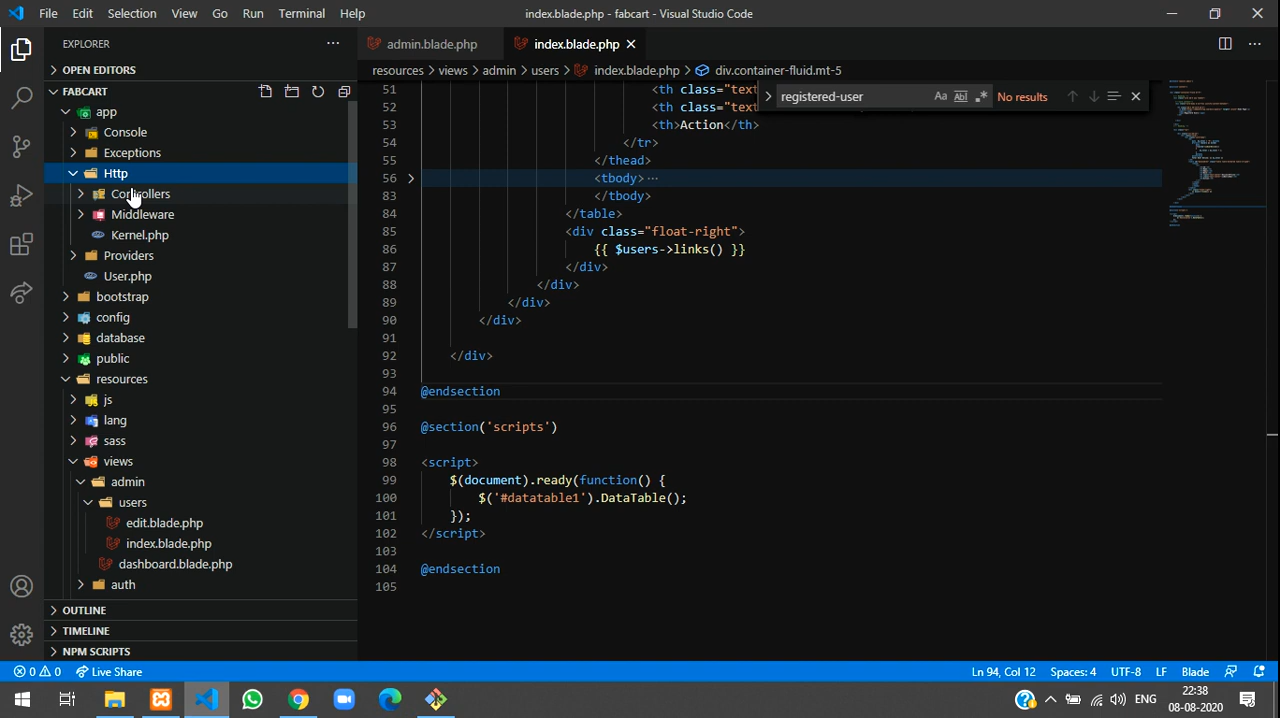 File Edit Selection View Go Run Terminal Help
index.blade.php - fabcart - Visual Studio Code
EXPLORER
OPEN EDITORS
FABCART
app
Console
Exceptions
Http
Controllers
Middleware
Kernel.php
Providers
User.php
bootstrap
config
database
public
resources
js
lang
sass
views
admin
users
edit.blade.php
index.blade.php
dashboard.blade.php
auth
OUTLINE
TIMELINE
NPM SCRIPTS
admin.blade.php index.blade.php
resources > views > admin > users > index.blade.php > div.container-fluid.mt-5
registered-user Aa Abl .* No results
51 <th class="text
52 <th class="text
53 <th>Action</th>
54 </tr>
55 </thead>
56 <tbody> ...
83 </tbody>
84 </table>
85 <div class="float-right">
86 {{ $users->links() }}
87 </div>
88 </div>
89 </div>
90 </div>
91
92 </div>
93
94 @endsection
95
96 @section('scripts')
97
98 <script>
99 $(document).ready(function() {
100 $('#datatable1').DataTable();
101 });
102 </script>
103
104 @endsection
105
0 0 Live Share Ln 94, Col 12 Spaces: 4 UTF-8 LF Blade
ENG 22:38
08-08-2020